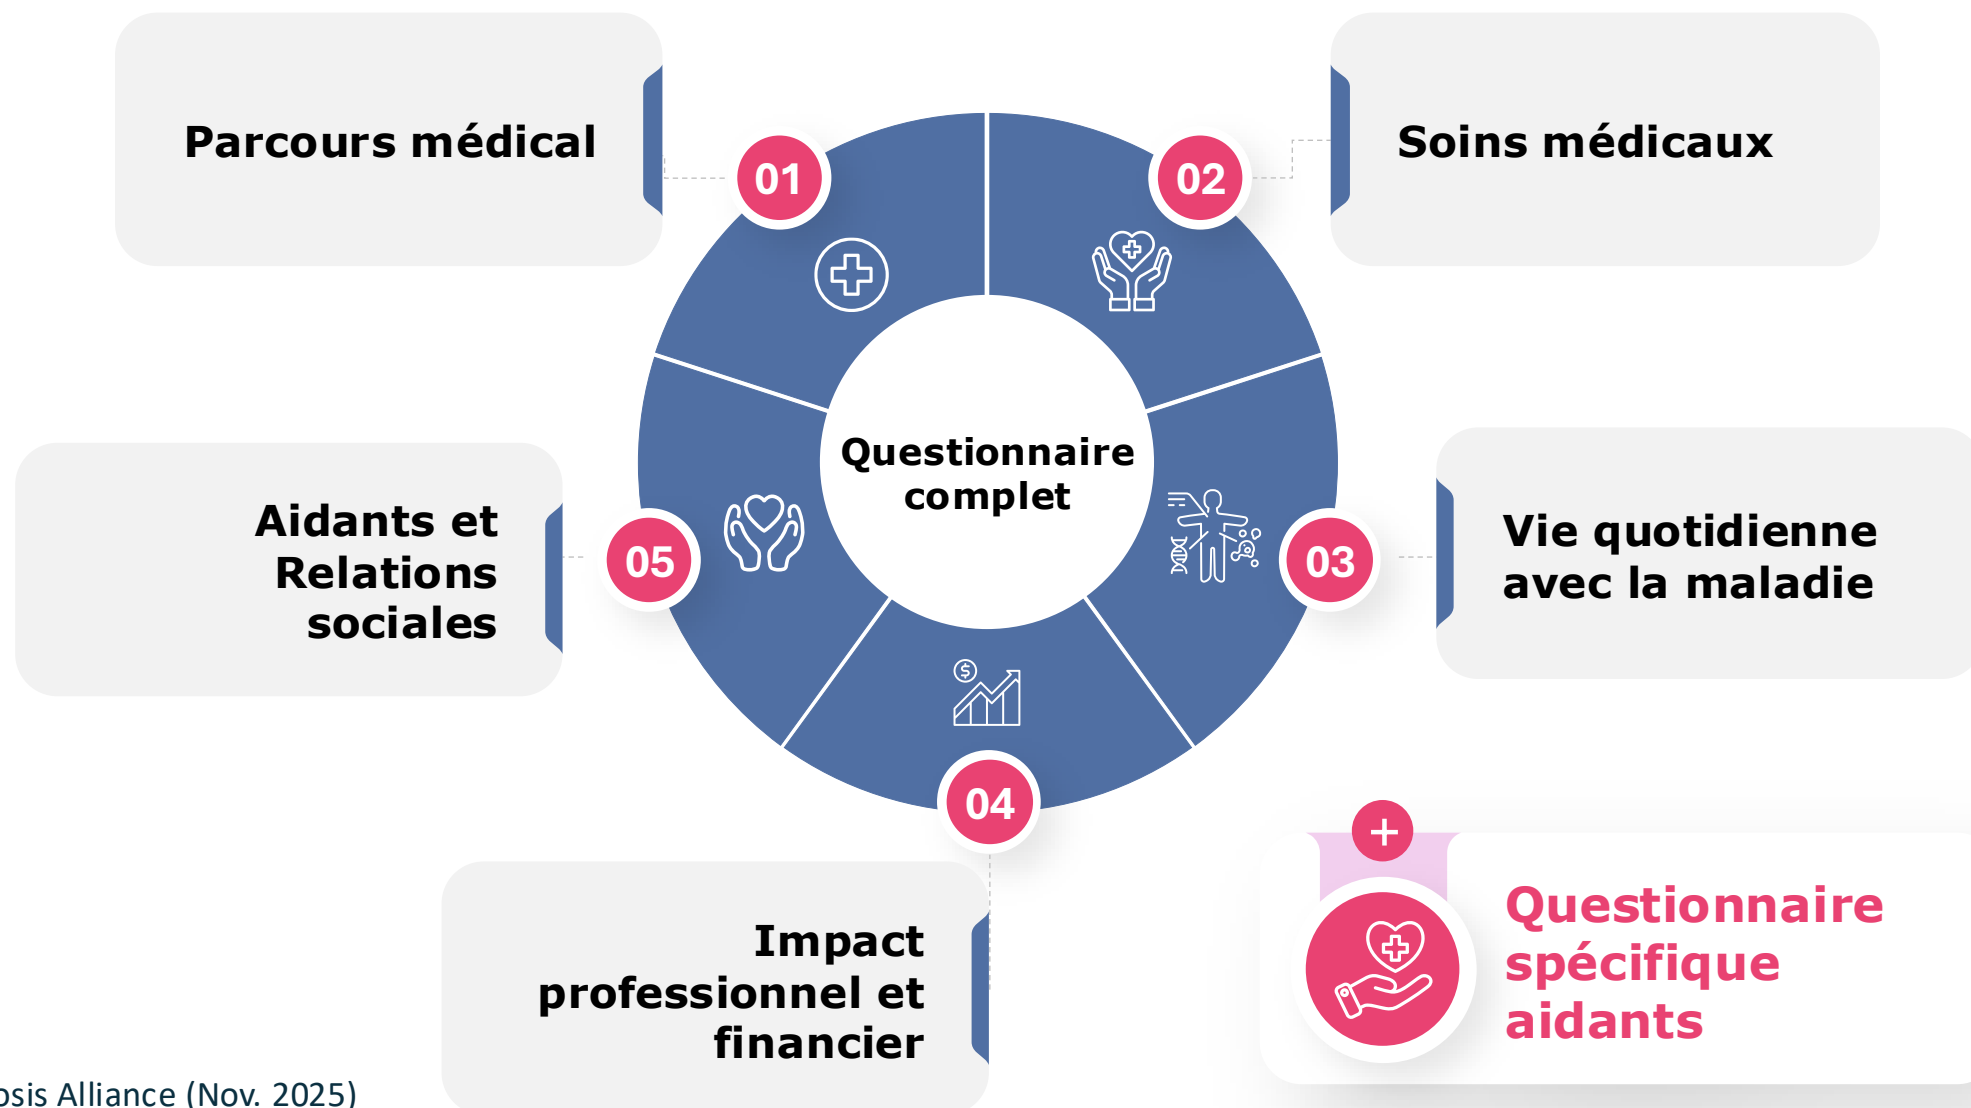 Parcours médical
01
02
Soins médicaux
Questionnaire
complet
Aidants et
Relations
sociales
05
03
Vie quotidienne
avec la maladie
04
Impact
professionnel et
financier
+
Questionnaire
spécifique
aidants
Alliance (Nov. 2025)